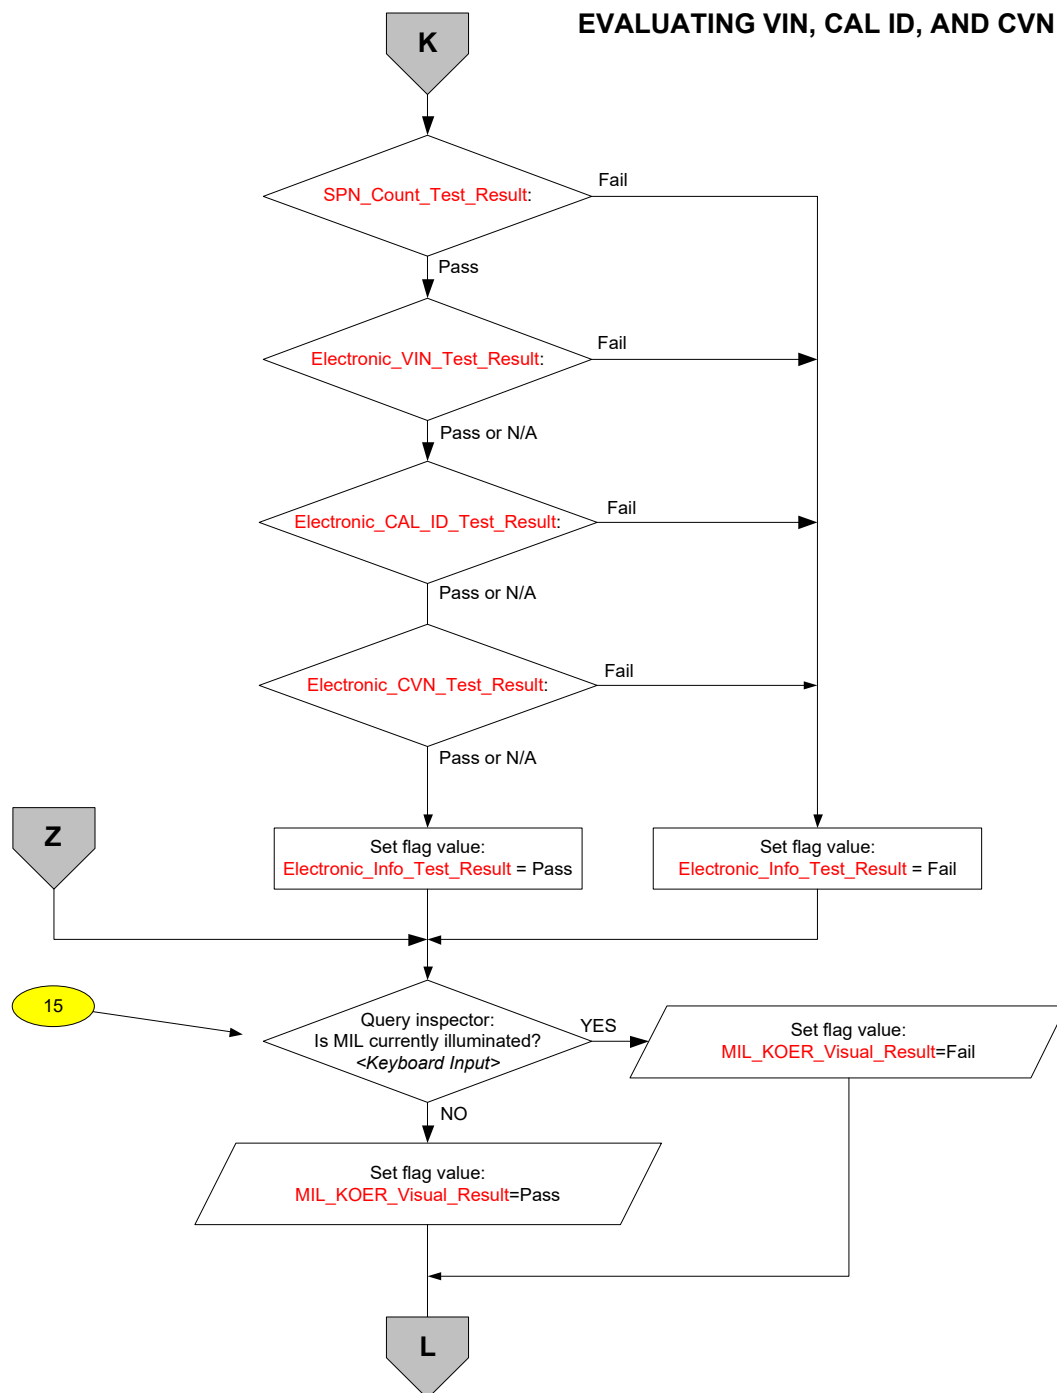 EVALUATING VIN, CAL ID, AND CVN
K
SPN_Count_Test_Result:
Fail
Pass
Electronic_VIN_Test_Result:
Fail
Pass or N/A
Electronic_CAL_ID_Test_Result:
Fail
Pass or N/A
Electronic_CVN_Test_Result:
Fail
Pass or N/A
Z
Set flag value:
Electronic_Info_Test_Result = Pass
Set flag value:
Electronic_Info_Test_Result = Fail
15
Query inspector:
Is MIL currently illuminated?
<Keyboard Input>
YES
Set flag value:
MIL_KOER_Visual_Result=Fail
NO
Set flag value:
MIL_KOER_Visual_Result=Pass
L